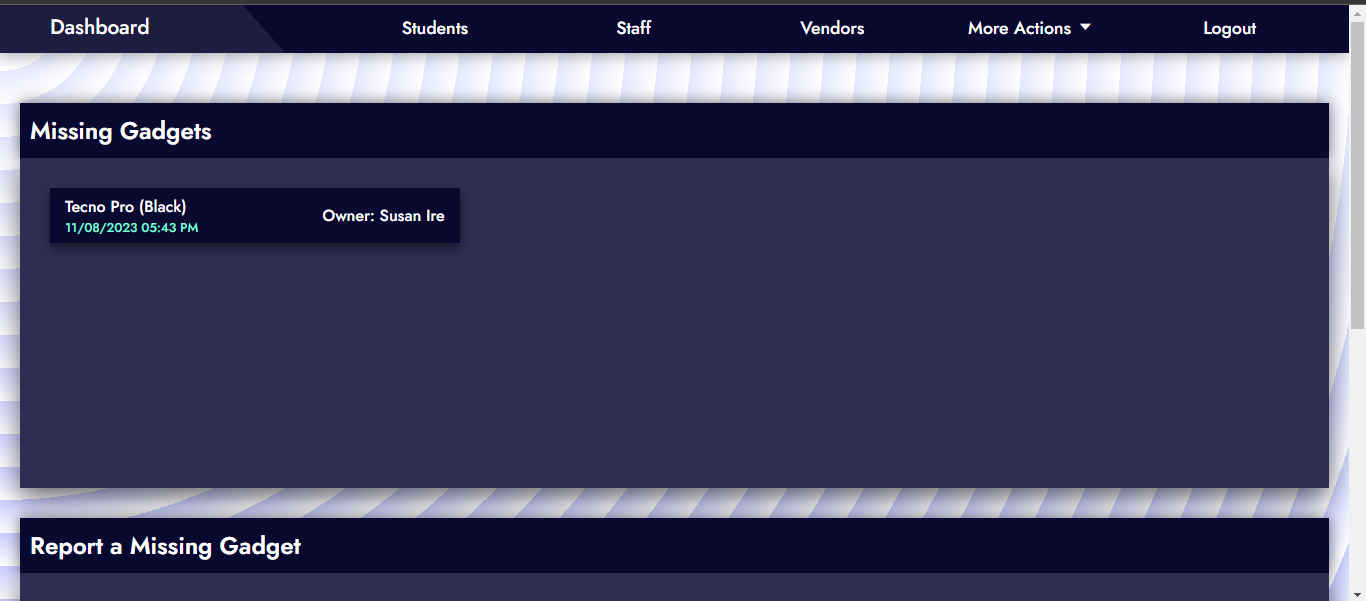 Dashboard Students Staff Vendors More Actions Logout
Missing Gadgets
Tecno Pro (Black)
11/08/2023 05:43 PM
Owner: Susan Ire
Report a Missing Gadget